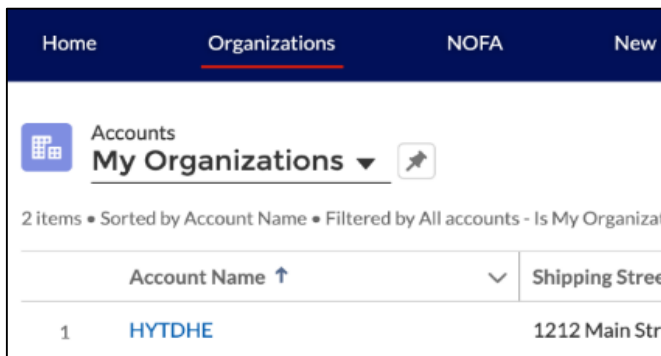 Home Organizations NOFA New
Accounts
My Organizations
2 items • Sorted by Account Name • Filtered by All accounts - Is My Organizat
Account Name ↑ Shipping Stree
1 HYTDHE 1212 Main Str